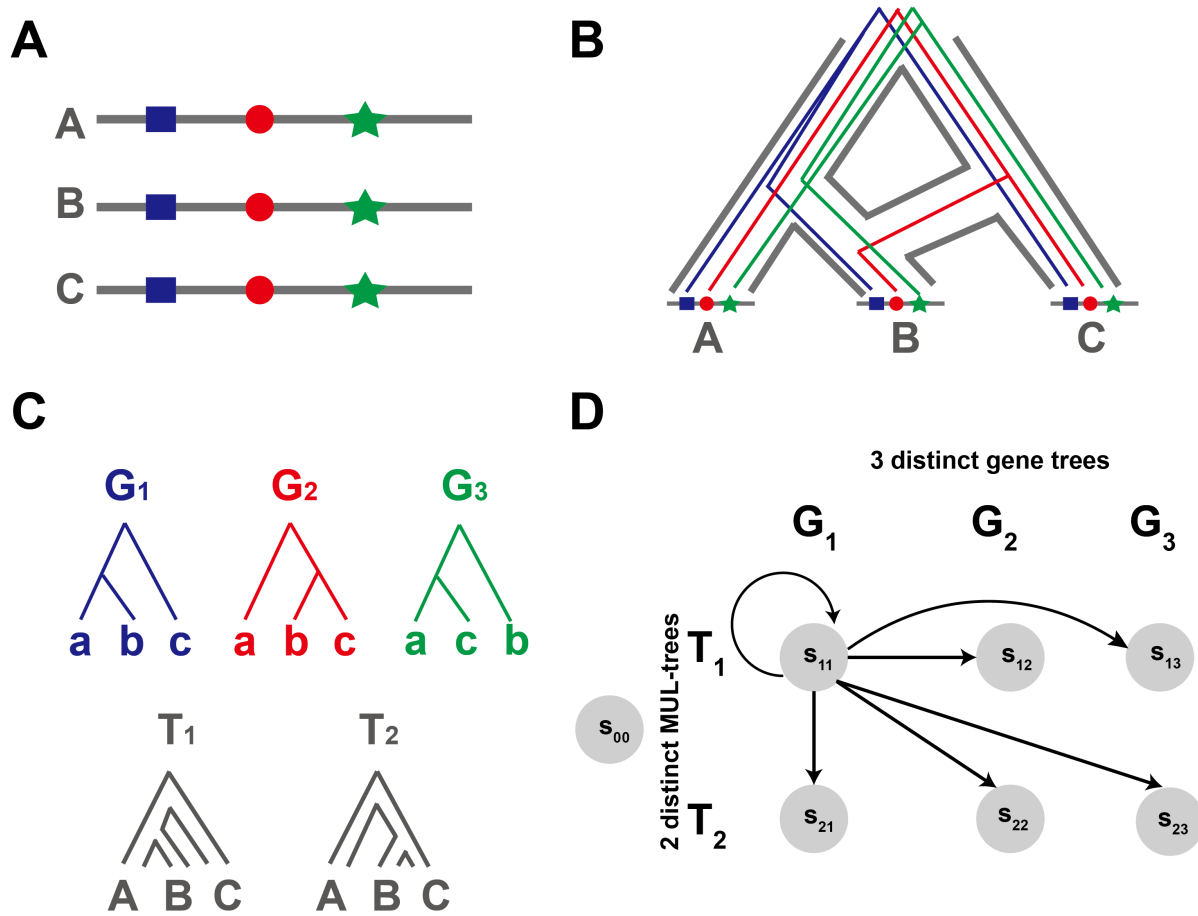 A
A
B
C
B
A B C
C
G1 G2 G3
a b c a b c a c b
T1 T2
A B C A B C
D
3 distinct gene trees
G1 G2 G3
2 distinct MUL-trees
T1
s11 s12 s13
s00
T2
s21 s22 s23